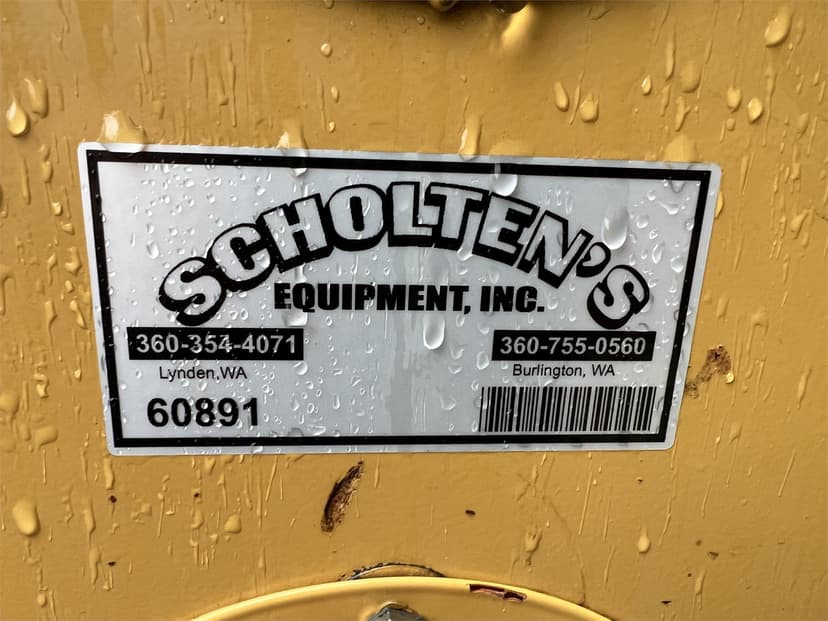 SCHOLTEN'S
EQUIPMENT, INC.
360-354-4071 360-755-0560
Lynden,WA Burlington, WA
60891